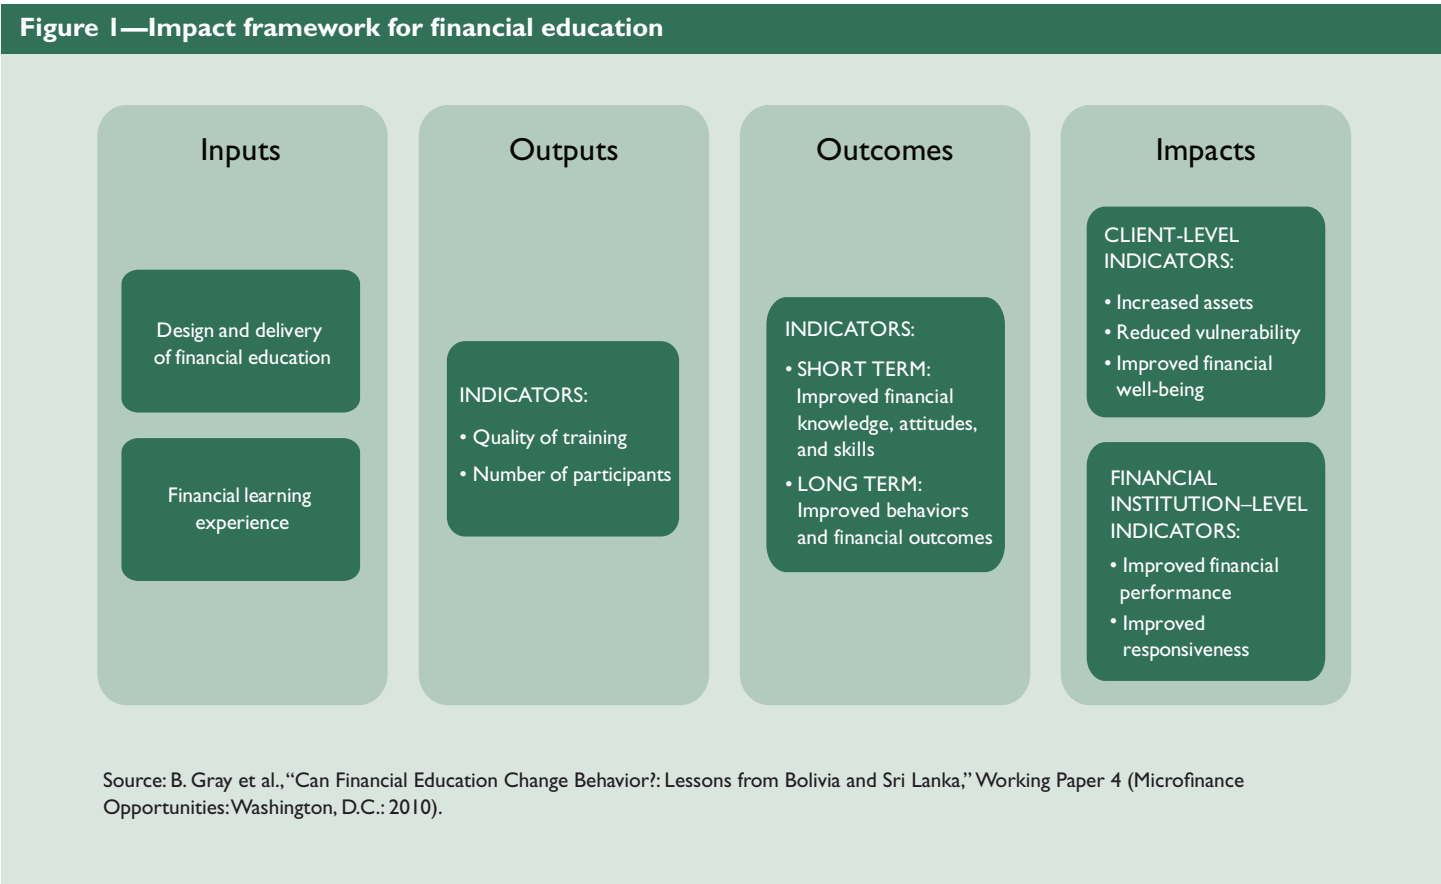 Figure 1—Impact framework for financial education
Inputs
Design and delivery
of financial education
Financial learning
experience
Outputs
INDICATORS:
• Quality of training
• Number of participants
Outcomes
INDICATORS:
• SHORT TERM:
Improved financial
knowledge, attitudes,
and skills
• LONG TERM:
Improved behaviors
and financial outcomes
Impacts
CLIENT-LEVEL
INDICATORS:
• Increased assets
• Reduced vulnerability
• Improved financial
well-being
FINANCIAL
INSTITUTION–LEVEL
INDICATORS:
• Improved financial
performance
• Improved
responsiveness
Source: B. Gray et al., “Can Financial Education Change Behavior?: Lessons from Bolivia and Sri Lanka,” Working Paper 4 (Microfinance
Opportunities: Washington, D.C.: 2010).